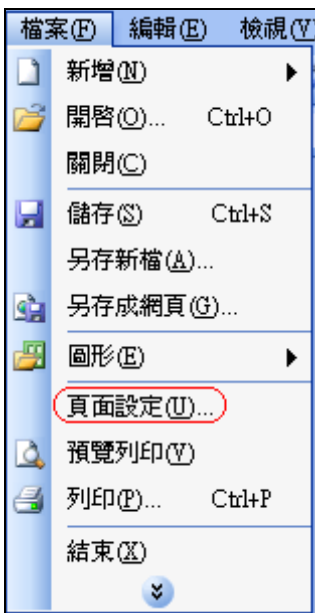 檔案(F) 編輯(E) 檢視(V)
新增(N)
開啓(O)... Ctrl+O
關閉(C)
儲存(S) Ctrl+S
另存新檔(A)...
另存成網頁(G)...
圖形(E)
頁面設定(U)...
預覽列印(V)
列印(P)... Ctrl+P
結束(X)